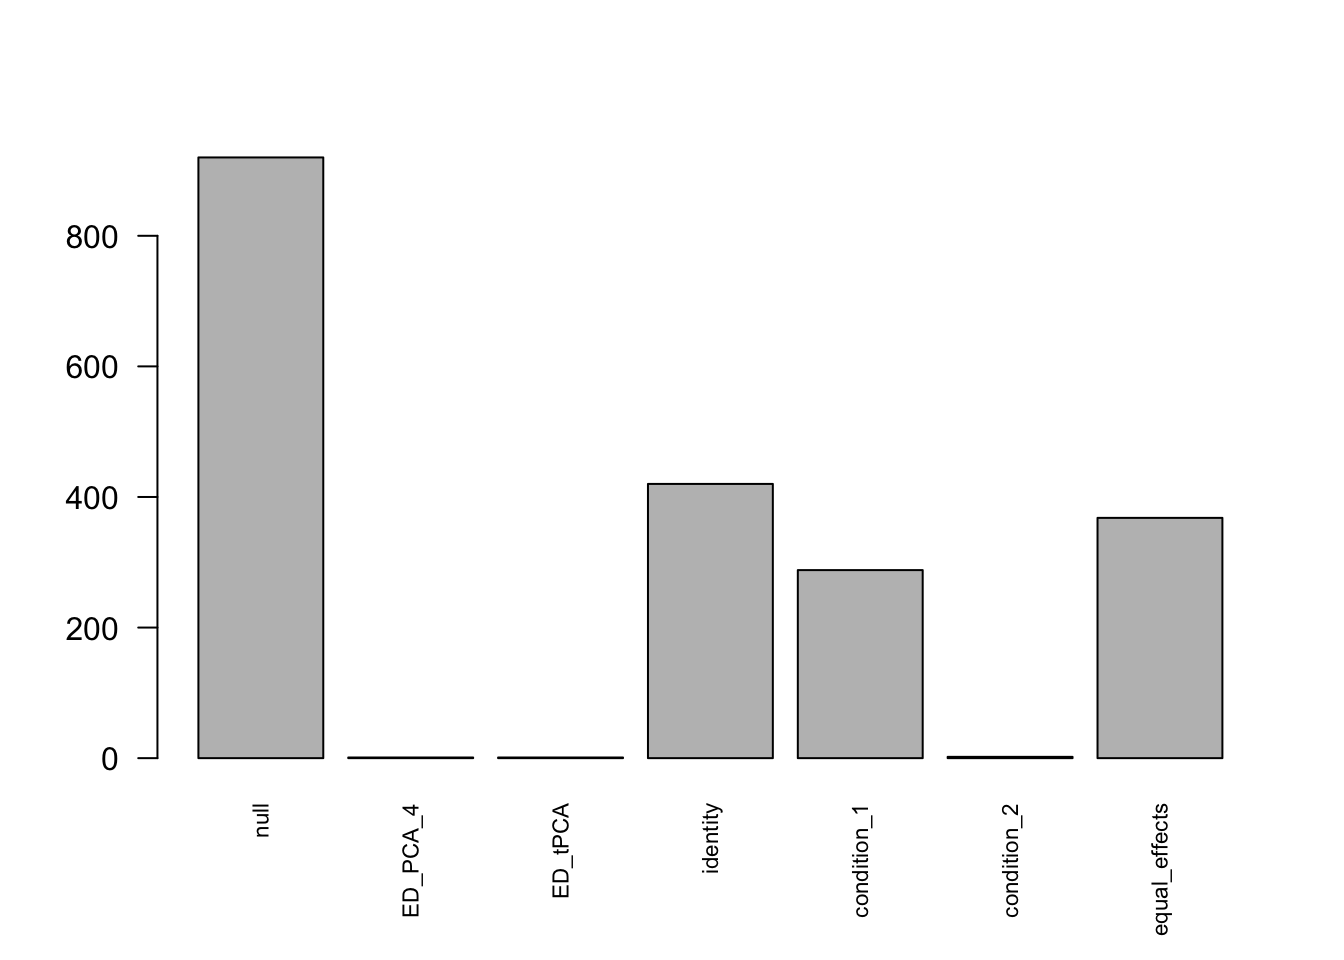 800
600
400
200
0
null
ED_PCA_4
ED_tPCA
identity
condition_1
condition_2
equal_effects